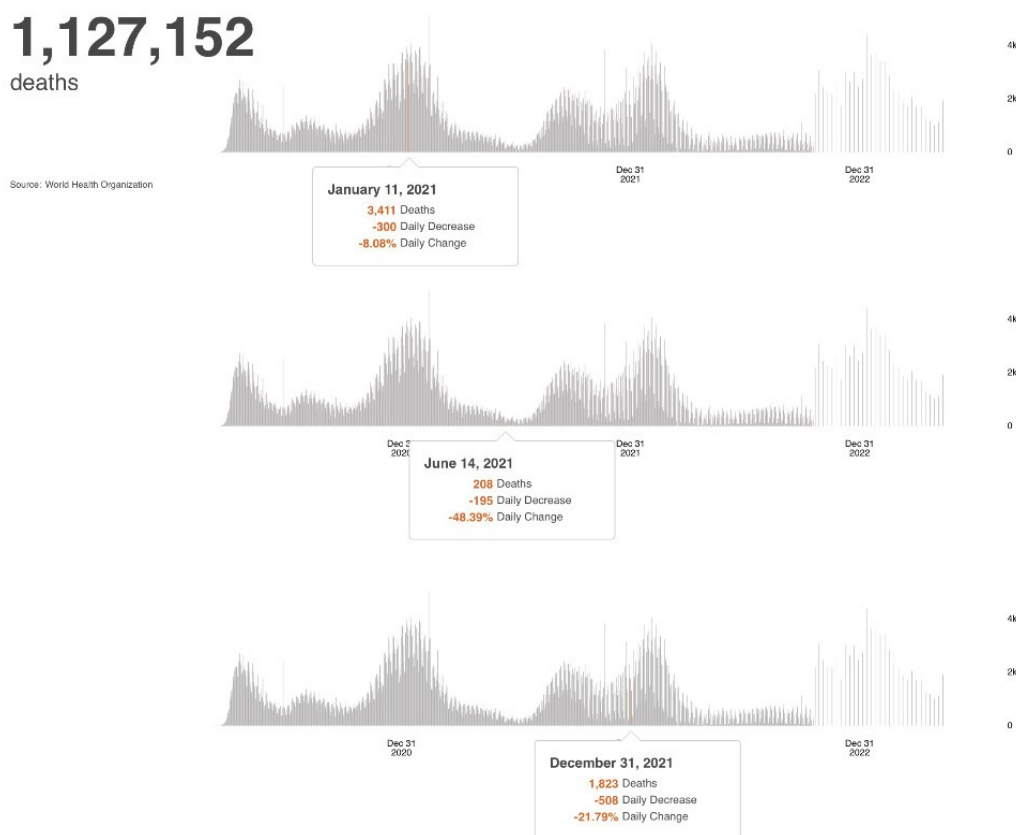 1,127,152
deaths
4k
2k
0
Dec 31
2021
Dec 31
2022
Source: World Health Organization
January 11, 2021
3,411 Deaths
-300 Daily Decrease
-8.08% Daily Change
4k
2k
0
Dec 3
2020
Dec 31
2021
Dec 31
2022
June 14, 2021
208 Deaths
-195 Daily Decrease
-48.39% Daily Change
4k
2k
0
Dec 31
2020
Dec 31
2022
December 31, 2021
1,823 Deaths
-508 Daily Decrease
-21.79% Daily Change